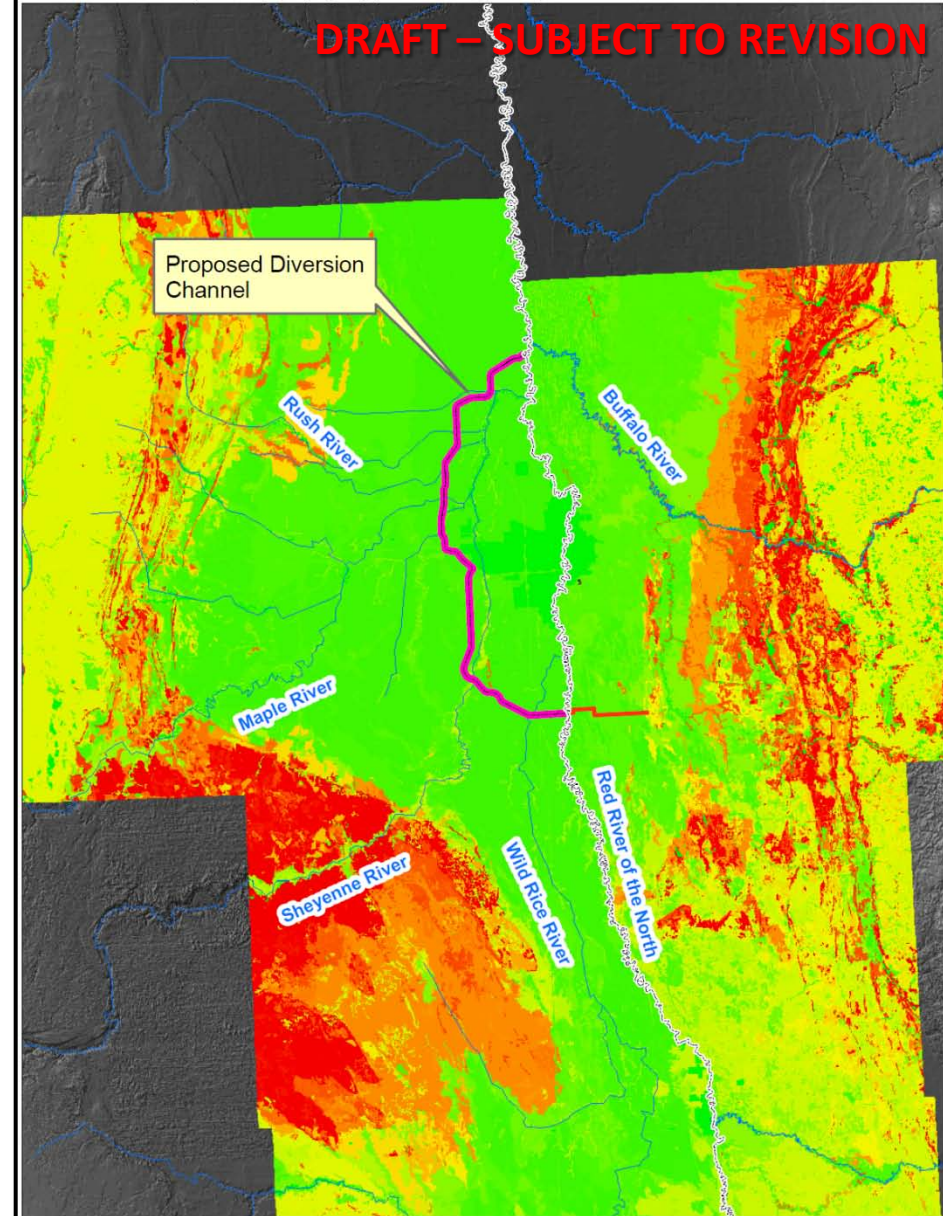 DRAFT – SUBJECT TO REVISION
Proposed Diversion
Channel
Rush River
Buffalo River
Maple River
Red River of the North
Wild Rice River
Sheyenne River